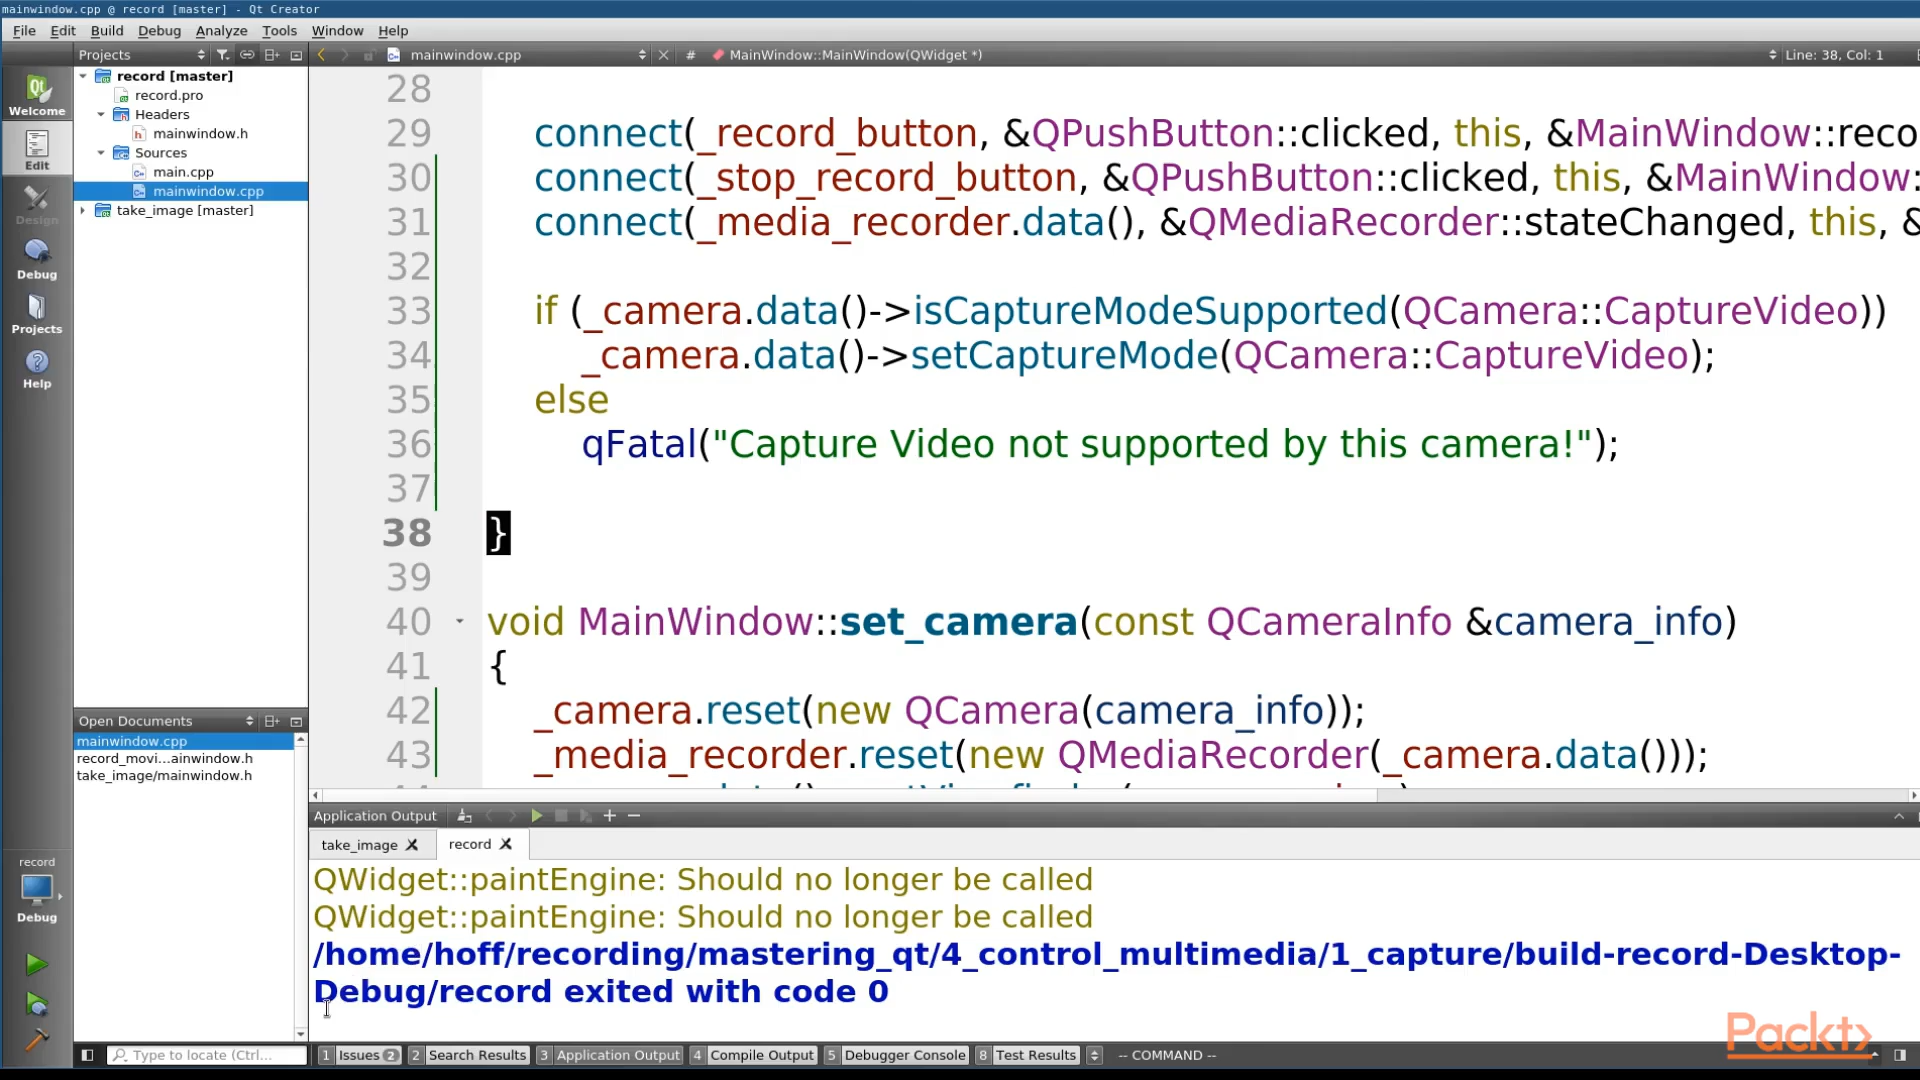 mainwindow.cpp @ record [master] - Qt Creator
File Edit Build Debug Analyze Tools Window Help
Projects mainwindow.cpp # MainWindow::MainWindow(QWidget *) Line: 38, Col: 1
Welcome
Edit
Design
Debug
Projects
Help
record [master]
record.pro
Headers
mainwindow.h
Sources
main.cpp
mainwindow.cpp
take_image [master]
28
29 connect(_record_button, &QPushButton::clicked, this, &MainWindow::reco
30 connect(_stop_record_button, &QPushButton::clicked, this, &MainWindow:
31 connect(_media_recorder.data(), &QMediaRecorder::stateChanged, this, &
32
33 if (_camera.data()->isCaptureModeSupported(QCamera::CaptureVideo))
34 _camera.data()->setCaptureMode(QCamera::CaptureVideo);
35 else
36 qFatal("Capture Video not supported by this camera!");
37
38 }
39
40 void MainWindow::set_camera(const QCameraInfo &camera_info)
41 {
42 _camera.reset(new QCamera(camera_info));
43 _media_recorder.reset(new QMediaRecorder(_camera.data()));
Open Documents
mainwindow.cpp
record_movi...ainwindow.h
take_image/mainwindow.h
Application Output
take_image record
QWidget::paintEngine: Should no longer be called
QWidget::paintEngine: Should no longer be called
/home/hoff/recording/mastering_qt/4_control_multimedia/1_capture/build-record-Desktop-
Debug/record exited with code 0
record
Debug
Packt>
Type to locate (Ctrl... 1 Issues 2 2 Search Results 3 Application Output 4 Compile Output 5 Debugger Console 8 Test Results -- COMMAND --